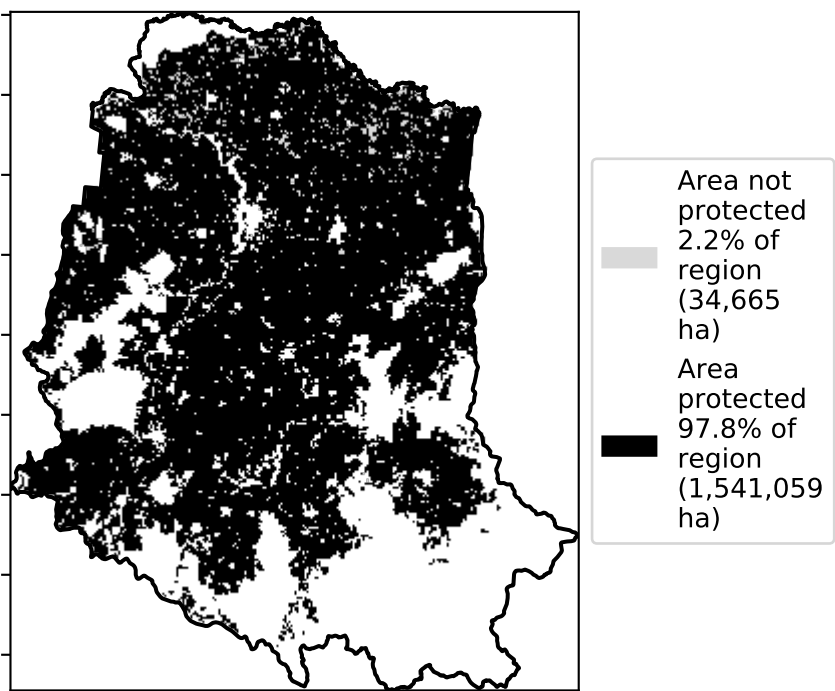 Area not
protected
2.2% of
region
(34,665
ha)
Area
protected
97.8% of
region
(1,541,059
ha)